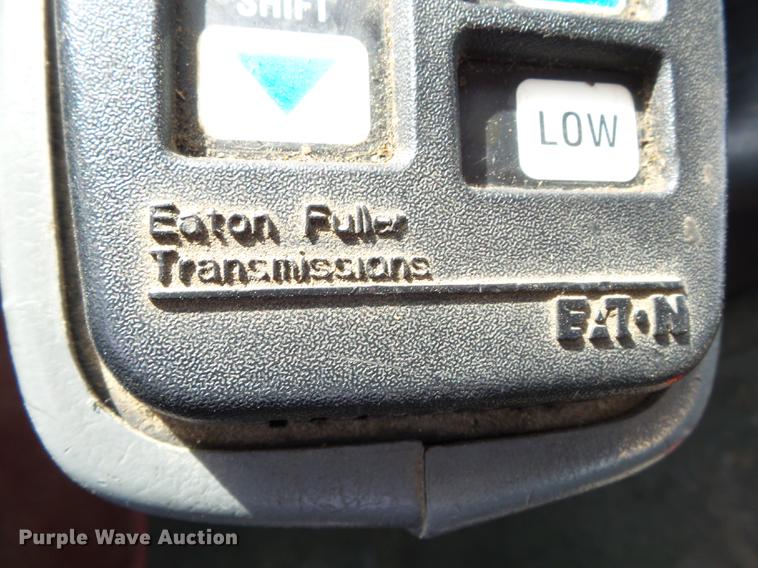 SHIFT
LOW
Eaton Fuller
Transmissions
EATON
Purple Wave Auction